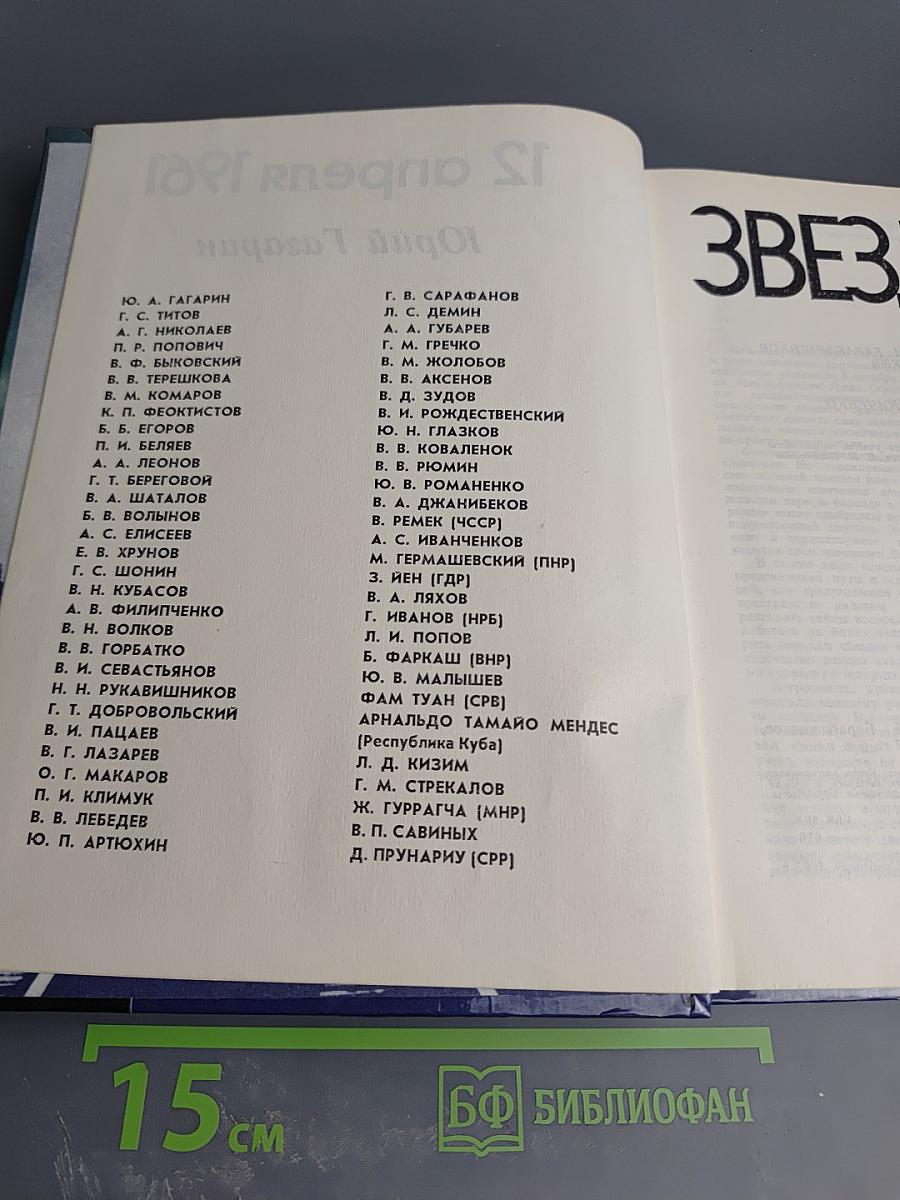 12 апреля 1961
Юрий Гагарин
Ю. А. ГАГАРИН
Г. С. ТИТОВ
А. Г. НИКОЛАЕВ
П. Р. ПОПОВИЧ
В. Ф. БЫКОВСКИЙ
В. В. ТЕРЕШКОВА
В. М. КОМАРОВ
К. П. ФЕОКТИСТОВ
Б. Б. ЕГОРОВ
П. И. БЕЛЯЕВ
А. А. ЛЕОНОВ
Г. Т. БЕРЕГОВОЙ
В. А. ШАТАЛОВ
Б. В. ВОЛЫНОВ
А. С. ЕЛИСЕЕВ
Е. В. ХРУНОВ
Г. С. ШОНИН
В. Н. КУБАСОВ
А. В. ФИЛИПЧЕНКО
В. Н. ВОЛКОВ
В. В. ГОРБАТКО
В. И. СЕВАСТЬЯНОВ
Н. Н. РУКАВИШНИКОВ
Г. Т. ДОБРОВОЛЬСКИЙ
В. И. ПАЦАЕВ
В. Г. ЛАЗАРЕВ
О. Г. МАКАРОВ
П. И. КЛИМУК
В. В. ЛЕБЕДЕВ
Ю. П. АРТЮХИН
Г. В. САРАФАНОВ
Л. С. ДЕМИН
А. А. ГУБАРЕВ
Г. М. ГРЕЧКО
В. М. ЖОЛОБОВ
В. В. АКСЕНОВ
В. Д. ЗУДОВ
В. И. РОЖДЕСТВЕНСКИЙ
Ю. Н. ГЛАЗКОВ
В. В. КОВАЛЕНОК
В. В. РЮМИН
Ю. В. РОМАНЕНКО
В. А. ДЖАНИБЕКОВ
В. РЕМЕК (ЧССР)
А. С. ИВАНЧЕНКОВ
М. ГЕРМАШЕВСКИЙ (ПНР)
З. ЙЕН (ГДР)
В. А. ЛЯХОВ
Г. ИВАНОВ (НРБ)
Л. И. ПОПОВ
Б. ФАРКАШ (ВНР)
Ю. В. МАЛЫШЕВ
ФАМ ТУАН (СРВ)
АРНАЛЬДО ТАМАЙО МЕНДЕС
(Республика Куба)
Л. Д. КИЗИМ
Г. М. СТРЕКАЛОВ
Ж. ГУРРАГЧА (МНР)
В. П. САВИНЫХ
Д. ПРУНАРИУ (СРР)
ЗВЕЗД
15 см
БФ БИБЛИОФАН